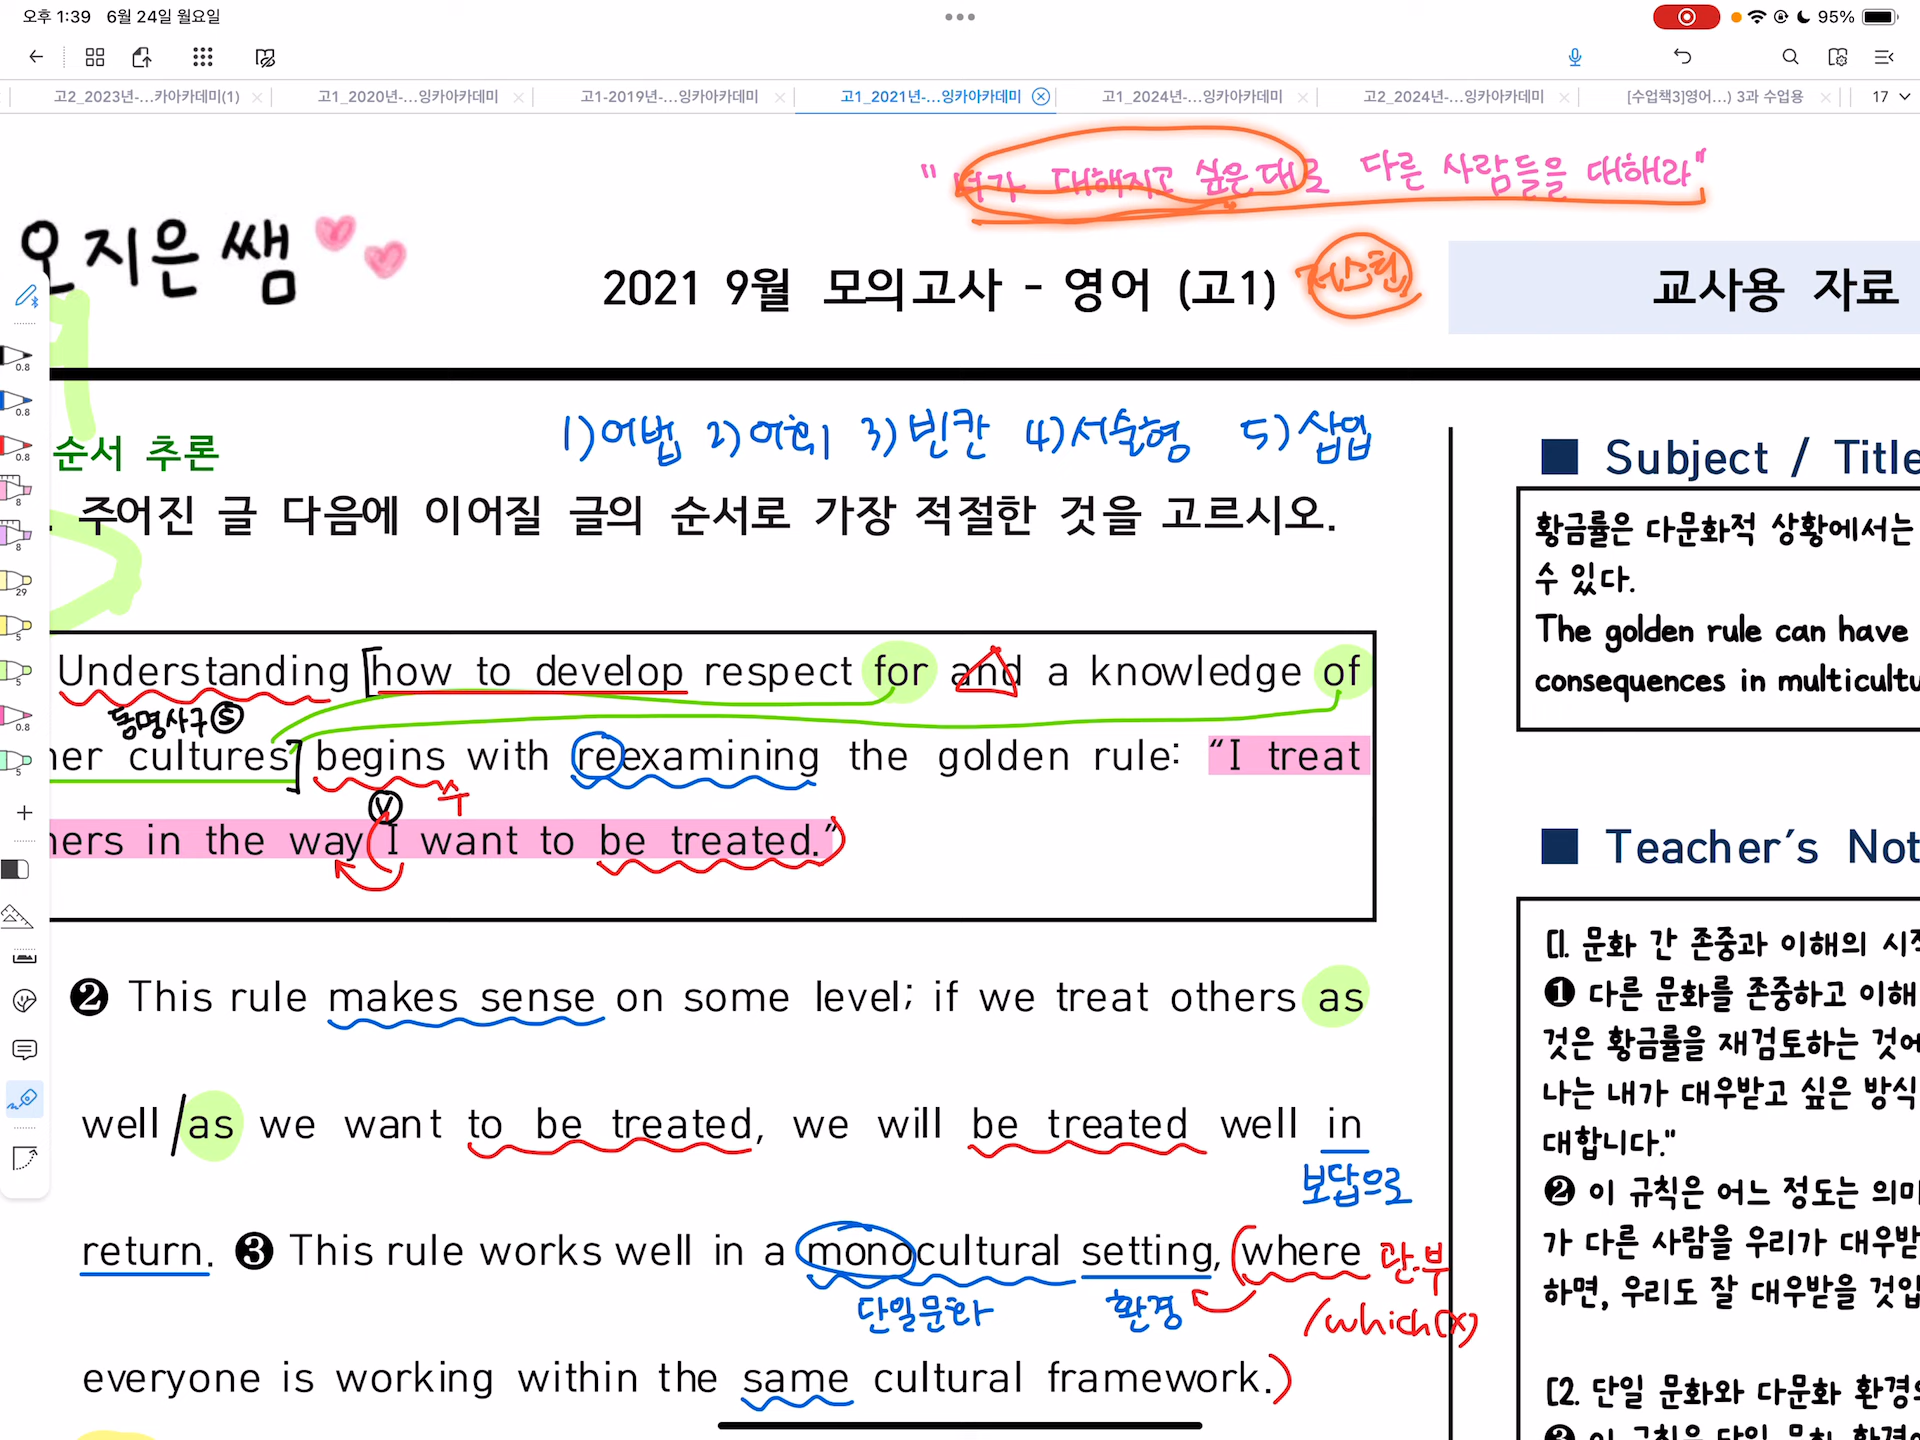 오후 1:39 6월 24일 월요일
95%
고2_2023년-...카아카데미(1)
고1_2020년-...잉카아카데미
고1-2019년-...잉카아카데미
고1_2021년-...잉카아카데미
고1_2024년-...잉카아카데미
고2_2024년-...잉카아카데미
[수업책3]영어...) 3과 수업용
17
"너가 대해지고 싶은대로 다른 사람들을 대해라"
오지은쌤
2021 9월 모의고사 - 영어 (고1)
교사용 자료
1)어법 2)어휘 3)빈칸 4)서술형 5)삽입
순서 추론
. 주어진 글 다음에 이어질 글의 순서로 가장 적절한 것을 고르시오.
Understanding [how to develop respect for and a knowledge of
동명사구 S
her cultures] begins with reexamining the golden rule: "I treat
V 수
hers in the way I want to be treated.")
❷ This rule makes sense on some level; if we treat others as
well / as we want to be treated, we will be treated well in
보답으로
return. ❸ This rule works well in a monocultural setting, (where 관·부
단일문화 환경 /which(x)
everyone is working within the same cultural framework.)
■ Subject / Title
황금률은 다문화적 상황에서는
수 있다.
The golden rule can have
consequences in multicultu
■ Teacher's Not
[1. 문화 간 존중과 이해의 시작
❶ 다른 문화를 존중하고 이해
것은 황금률을 재검토하는 것에
나는 내가 대우받고 싶은 방식
대합니다."
❷ 이 규칙은 어느 정도는 의미
가 다른 사람을 우리가 대우받
하면, 우리도 잘 대우받을 것입
[2. 단일 문화와 다문화 환경으
0.8
0.8
0.8
8
8
29
5
5
0.8
5